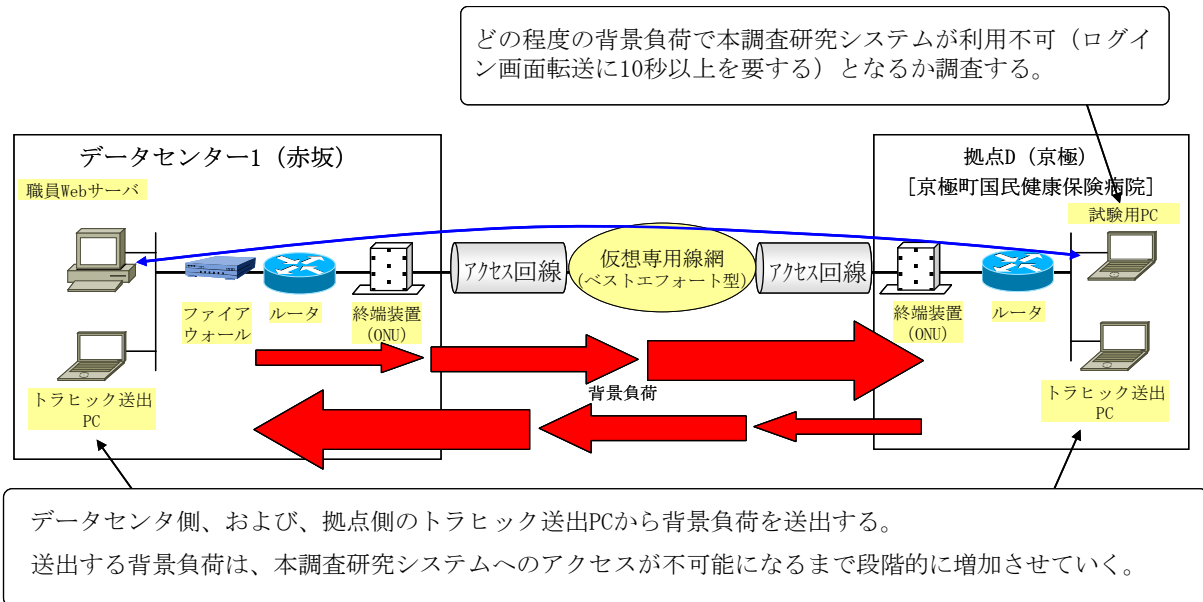 どの程度の背景負荷で本調査研究システムが利用不可（ログイ
ン画面転送に10秒以上を要する）となるか調査する。
データセンター1（赤坂）
職員Webサーバ
ファイア
ウォール
ルータ
終端装置
（ONU）
トラヒック送出
PC
アクセス回線
仮想専用線網
（ベストエフォート型）
アクセス回線
拠点D（京極）
［京極町国民健康保険病院］
試験用PC
終端装置
（ONU）
ルータ
トラヒック送出
PC
背景負荷
データセンタ側、および、拠点側のトラヒック送出PCから背景負荷を送出する。
送出する背景負荷は、本調査研究システムへのアクセスが不可能になるまで段階的に増加させていく。